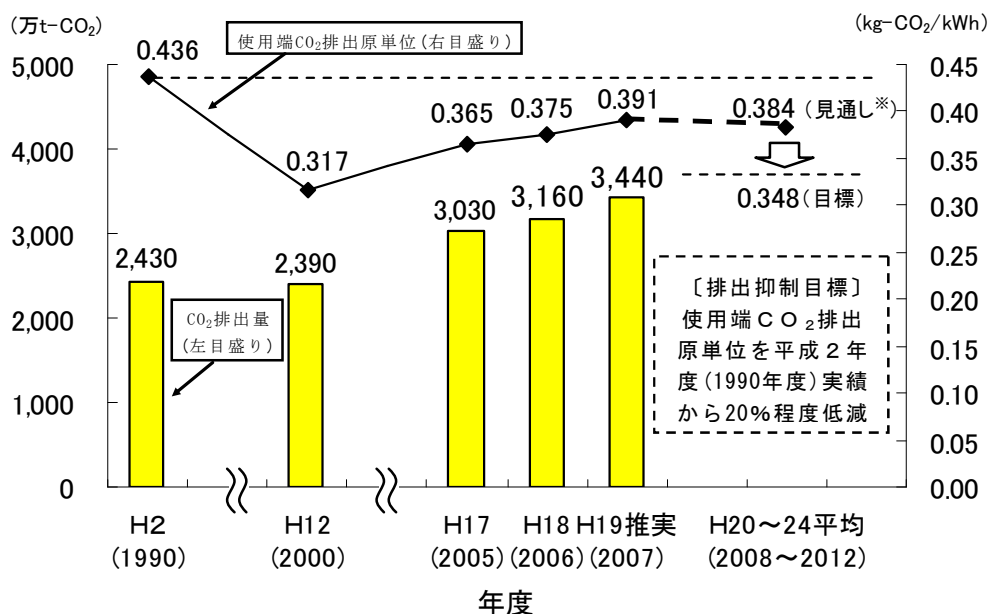 (万t-CO₂)
(kg-CO₂/kWh)
使用端CO₂排出原単位(右目盛り)
5,000
4,000
3,000
2,000
1,000
0
0.45
0.40
0.35
0.30
0.25
0.20
0.15
0.10
0.05
0.00
0.436
0.317
0.365
0.375
0.391
0.384
(見通し※)
0.348(目標)
2,430
2,390
3,030
3,160
3,440
CO₂排出量
(左目盛り)
〔排出抑制目標〕
使用端CO₂排出
原単位を平成2年
度(1990年度)実績
から20%程度低減
H2
(1990)
H12
(2000)
H17
(2005)
H18
(2006)
H19推実
(2007)
H20~24平均
(2008~2012)
年度